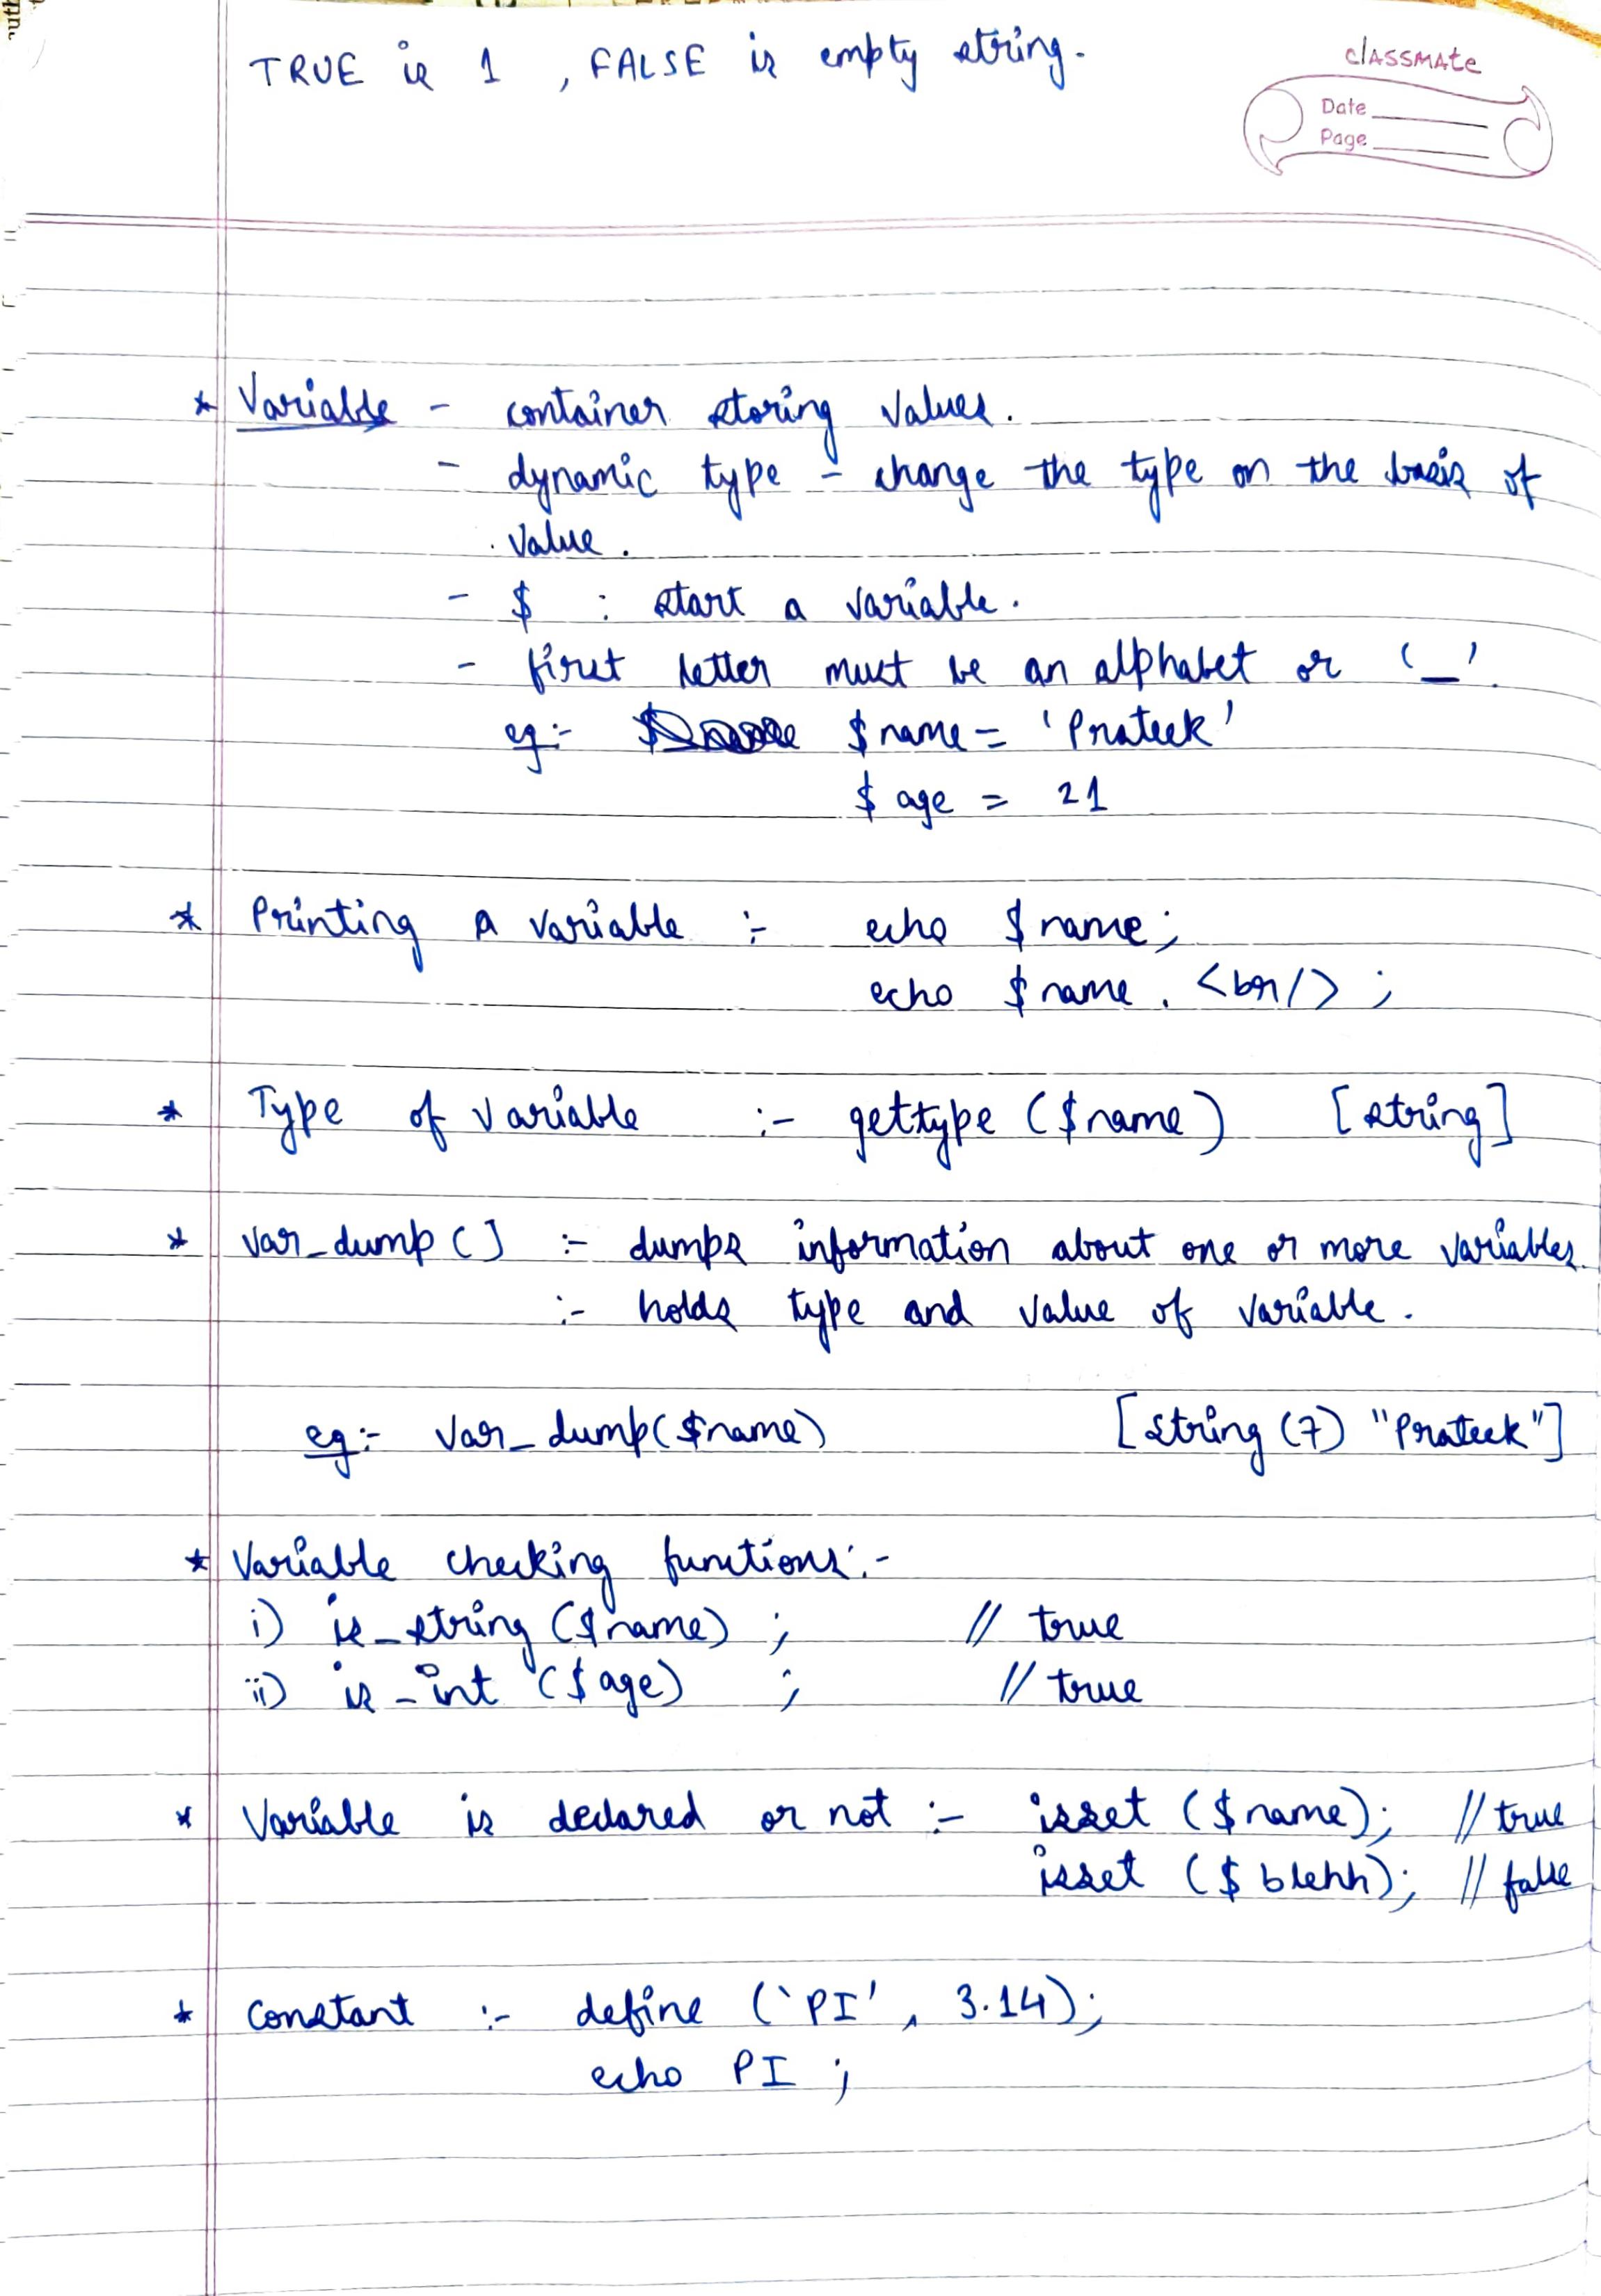 TRUE is 1 , FALSE is empty string.
classmate
Date
Page
* Variable - container storing values.
- dynamic type - change the type on the basis of
value.
- $ : start a variable.
- first letter must be an alphabet or '_'.
eg:- $name = 'Prateek'
$age = 21
* Printing a variable :- echo $name;
echo $name . <br/> ;
* Type of variable :- gettype ($name) [string]
* var_dump() :- dumps information about one or more variables.
:- holds type and value of variable.
eg:- var_dump($name) [string (7) "Prateek"]
* Variable checking functions:-
i) is_string ($name) ; // true
ii) is_int ($age) ; // true
* Variable is declared or not :- isset ($name); // true
isset ($blehh); // false
* Constant :- define ('PI', 3.14);
echo PI ;